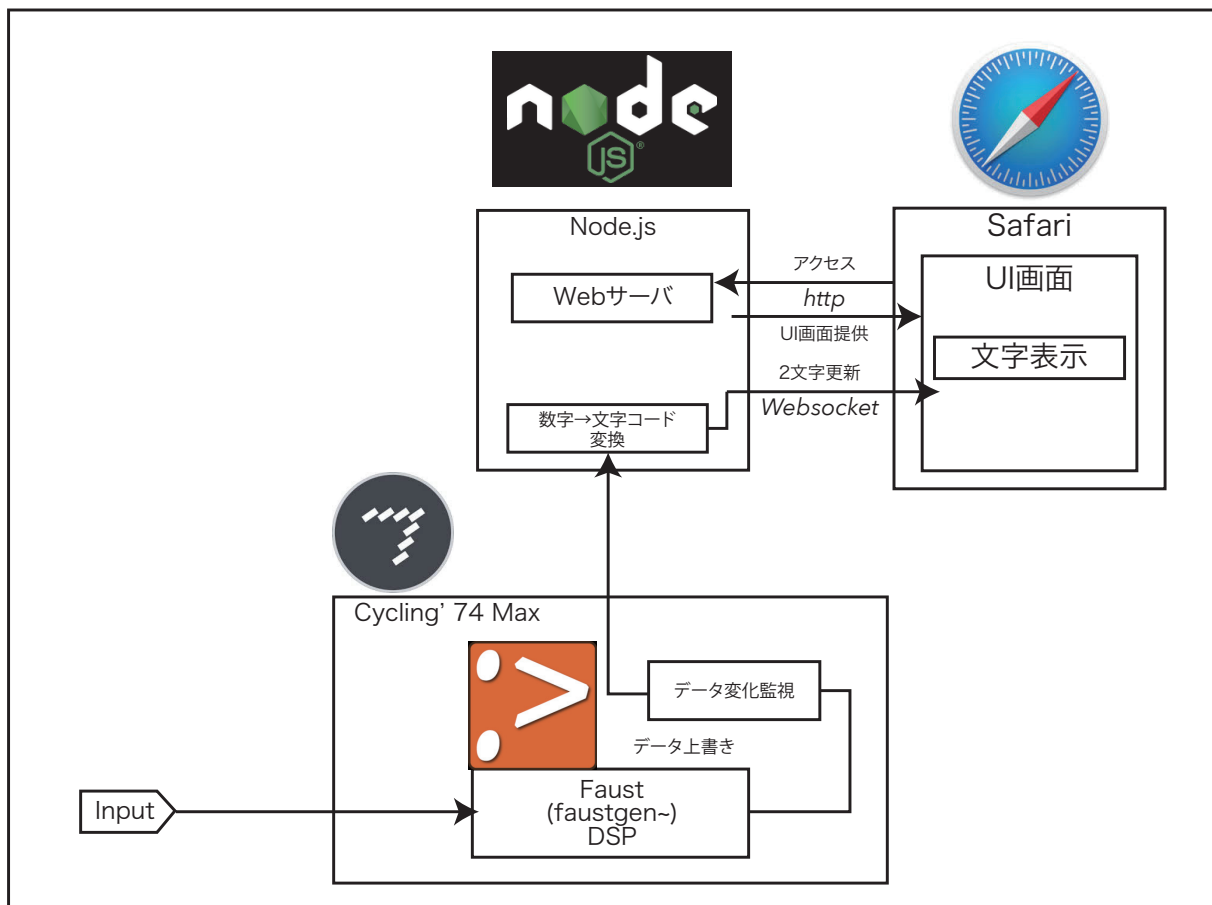 node
JS®
Node.js
Safari
アクセス
UI画面
Webサーバ
http
UI画面提供
文字表示
2文字更新
Websocket
数字→文字コード
変換
Cycling' 74 Max
データ変化監視
データ上書き
Faust
(faustgen~)
DSP
Input